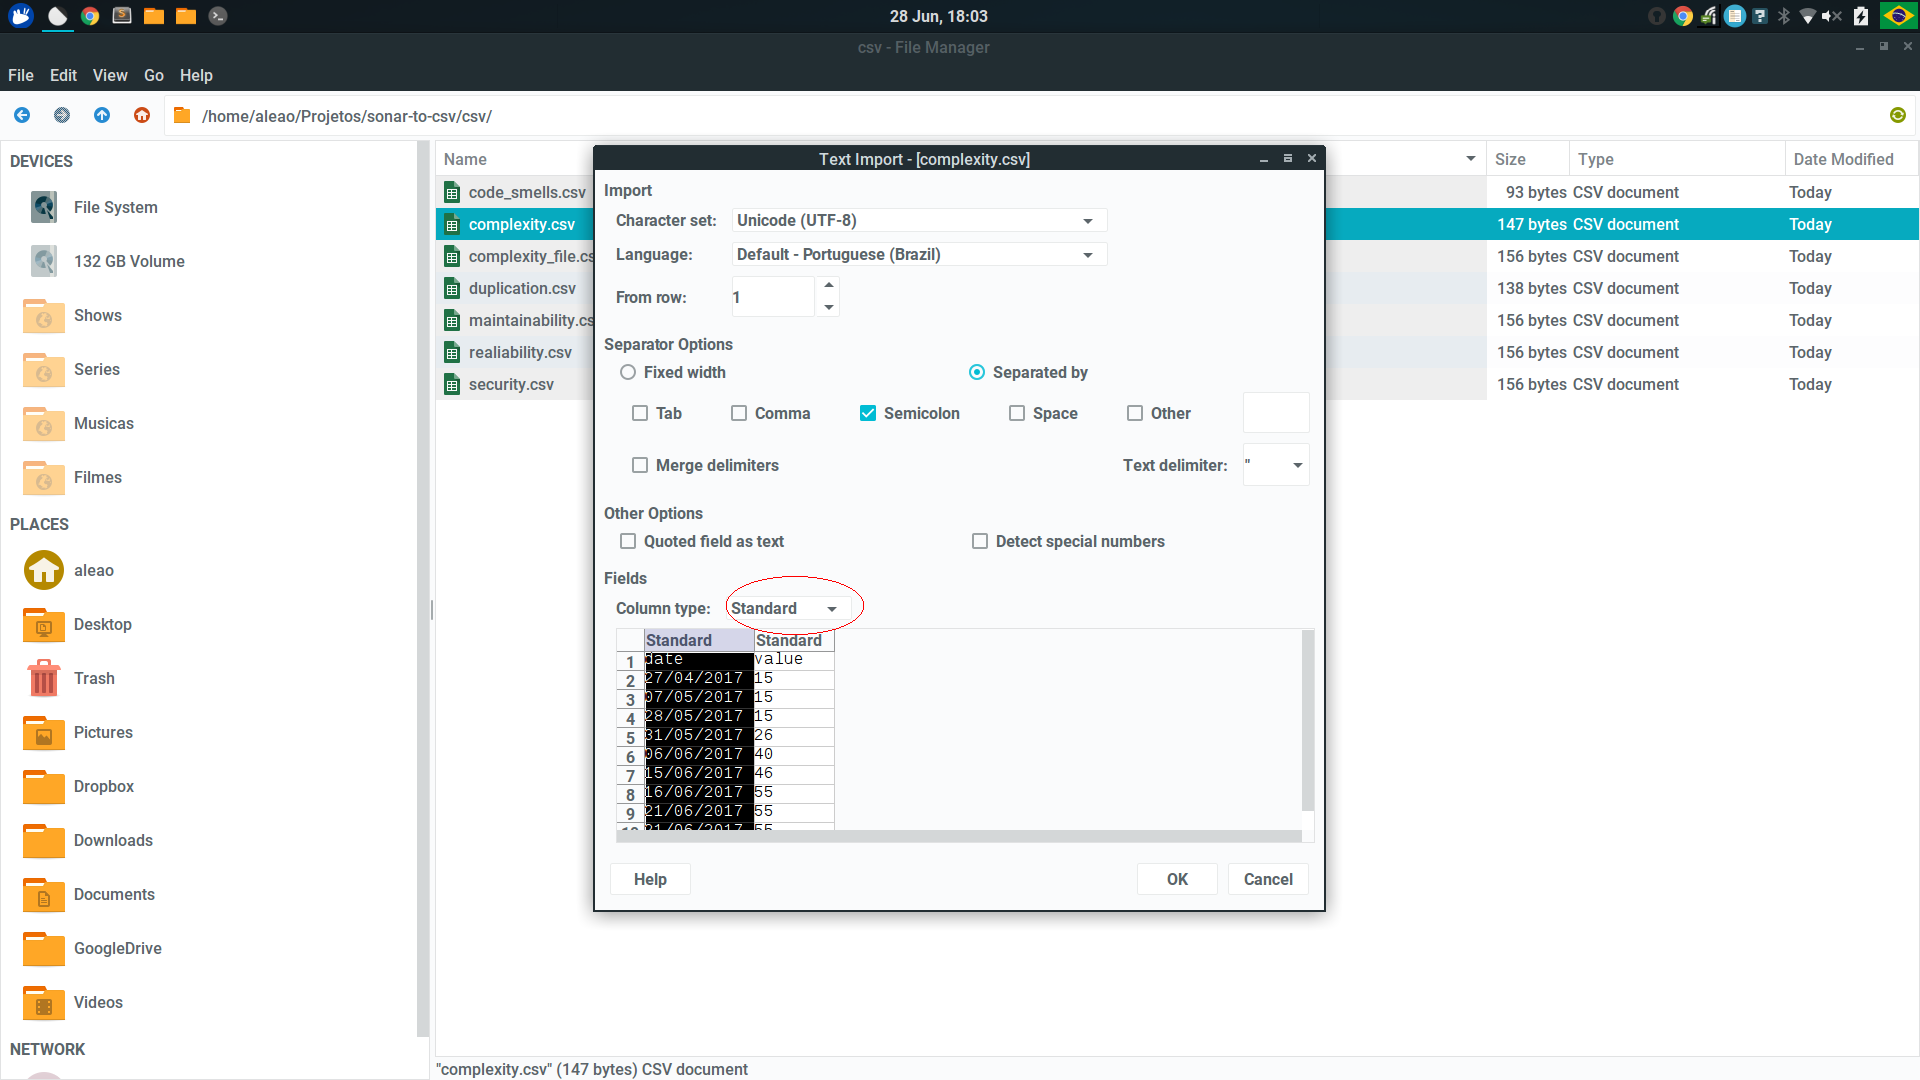 28 Jun, 18:03
csv - File Manager
File Edit View Go Help
/home/aleao/Projetos/sonar-to-csv/csv/
DEVICES
File System
132 GB Volume
Shows
Series
Musicas
Filmes
PLACES
aleao
Desktop
Trash
Pictures
Dropbox
Downloads
Documents
GoogleDrive
Videos
NETWORK
Name Size Type Date Modified
code_smells.csv 93 bytes CSV document Today
complexity.csv 147 bytes CSV document Today
complexity_file.cs 156 bytes CSV document Today
duplication.csv 138 bytes CSV document Today
maintainability.cs 156 bytes CSV document Today
realiability.csv 156 bytes CSV document Today
security.csv 156 bytes CSV document Today
Text Import - [complexity.csv]
Import
Character set: Unicode (UTF-8)
Language: Default - Portuguese (Brazil)
From row: 1
Separator Options
Fixed width Separated by
Tab Comma Semicolon Space Other
Merge delimiters Text delimiter: "
Other Options
Quoted field as text Detect special numbers
Fields
Column type: Standard
Standard Standard
1 date value
2 27/04/2017 15
3 07/05/2017 15
4 28/05/2017 15
5 31/05/2017 26
6 06/06/2017 40
7 15/06/2017 46
8 16/06/2017 55
9 21/06/2017 55
10 21/06/2017 55
Help OK Cancel
"complexity.csv" (147 bytes) CSV document